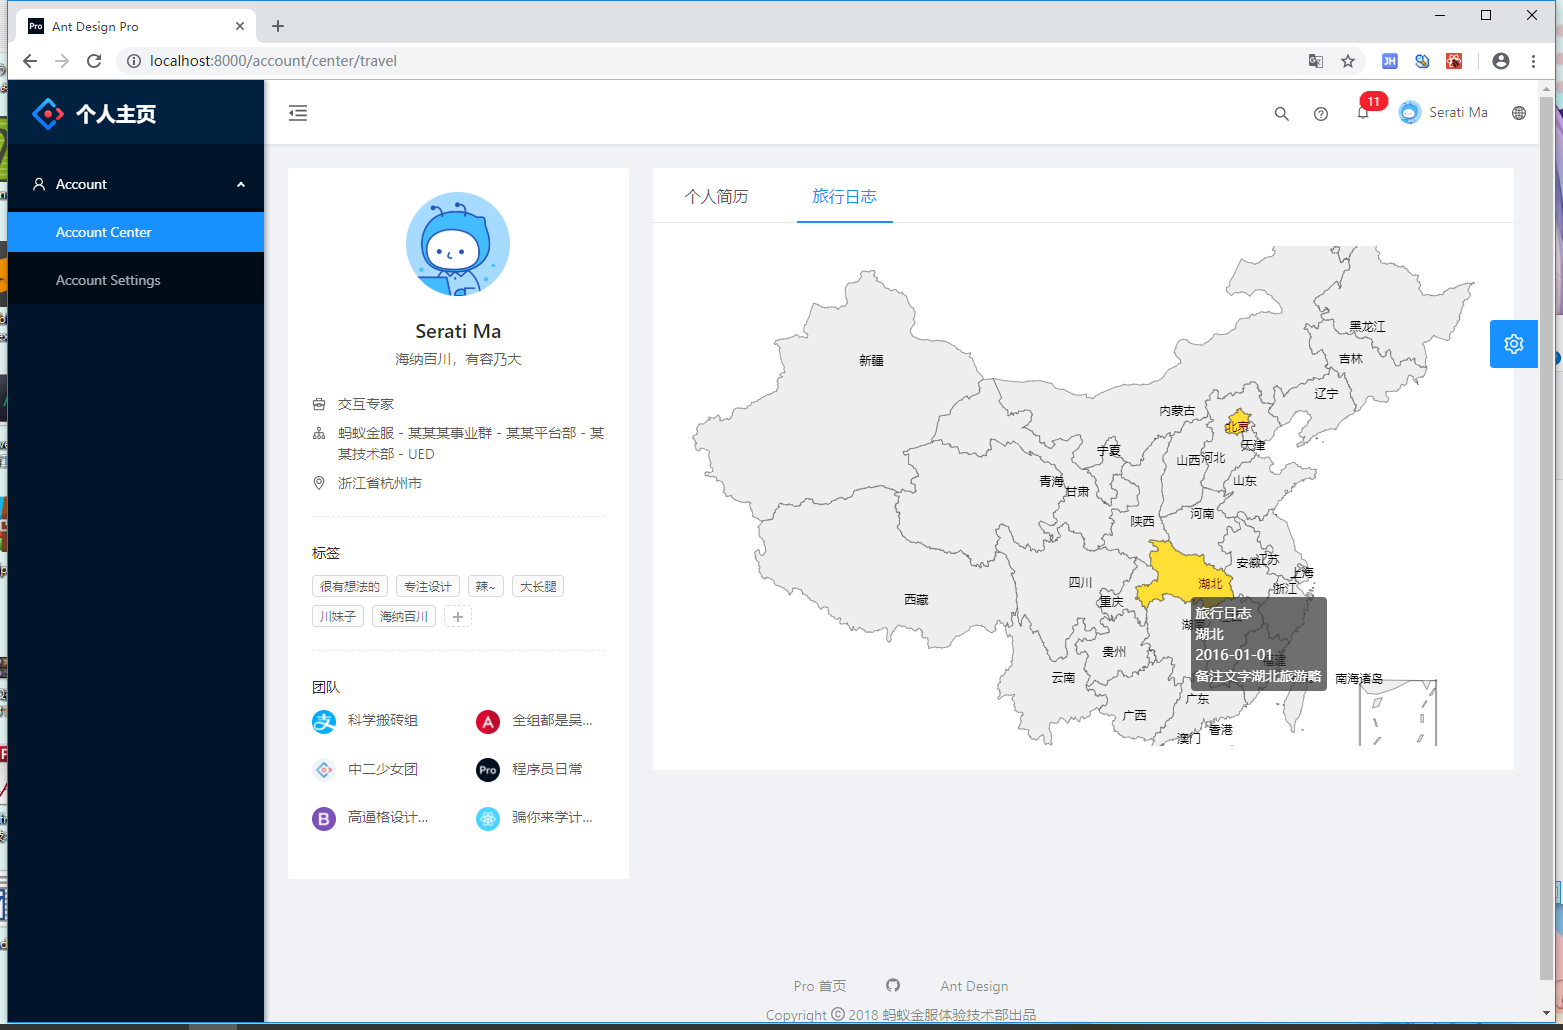 Pro Ant Design Pro
localhost:8000/account/center/travel
JH
个人主页
11
Serati Ma
Account
Account Center
Account Settings
Serati Ma
海纳百川，有容乃大
交互专家
蚂蚁金服 - 某某某事业群 - 某某平台部 - 某
某技术部 - UED
浙江省杭州市
标签
很有想法的 专注设计 辣~ 大长腿
川妹子 海纳百川 +
团队
科学搬砖组
A 全组都是吴...
中二少女团
Pro 程序员日常
B 高逼格设计...
骗你来学计...
个人简历 旅行日志
黑龙江
吉林
新疆
辽宁
内蒙古
北京
天津
宁夏
山西 河北
青海 甘肃
山东
陕西
河南
安徽 江苏
上海
四川
湖北
浙江
西藏
重庆
湖南
贵州
福建
云南
南海诸岛
广西
广东
香港
澳门
旅行日志
湖北
2016-01-01
备注文字湖北旅游略
Pro 首页 Ant Design
Copyright © 2018 蚂蚁金服体验技术部出品